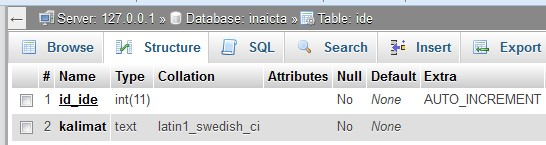 ← Server: 127.0.0.1 » Database: inaicta » Table: ide
Browse Structure SQL Search Insert Export
# Name Type Collation Attributes Null Default Extra
1 id_ide int(11) No None AUTO_INCREMENT
2 kalimat text latin1_swedish_ci No None